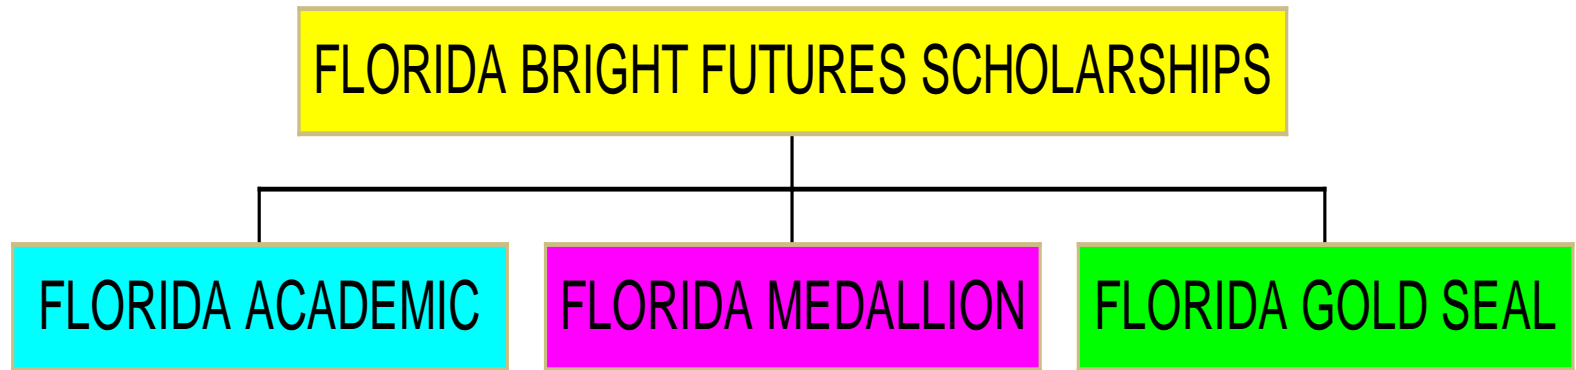 FLORIDA BRIGHT FUTURES SCHOLARSHIPS
FLORIDA ACADEMIC
FLORIDA MEDALLION
FLORIDA GOLD SEAL